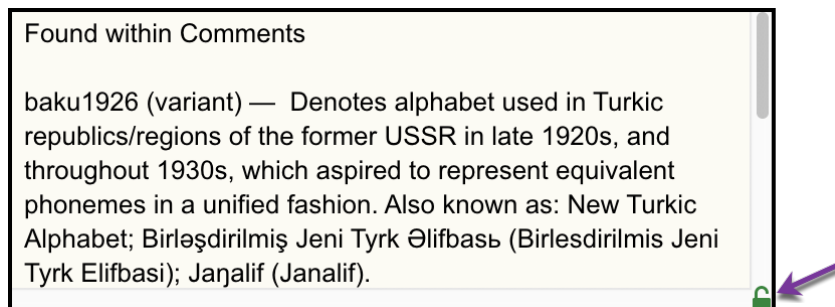 Found within Comments
baku1926 (variant) — Denotes alphabet used in Turkic
republics/regions of the former USSR in late 1920s, and
throughout 1930s, which aspired to represent equivalent
phonemes in a unified fashion. Also known as: New Turkic
Alphabet; Birləşdirilmiş Jeni Tyrk Əlifbasь (Birlesdirilmis Jeni
Tyrk Elifbasi); Jaꞑalif (Janalif).